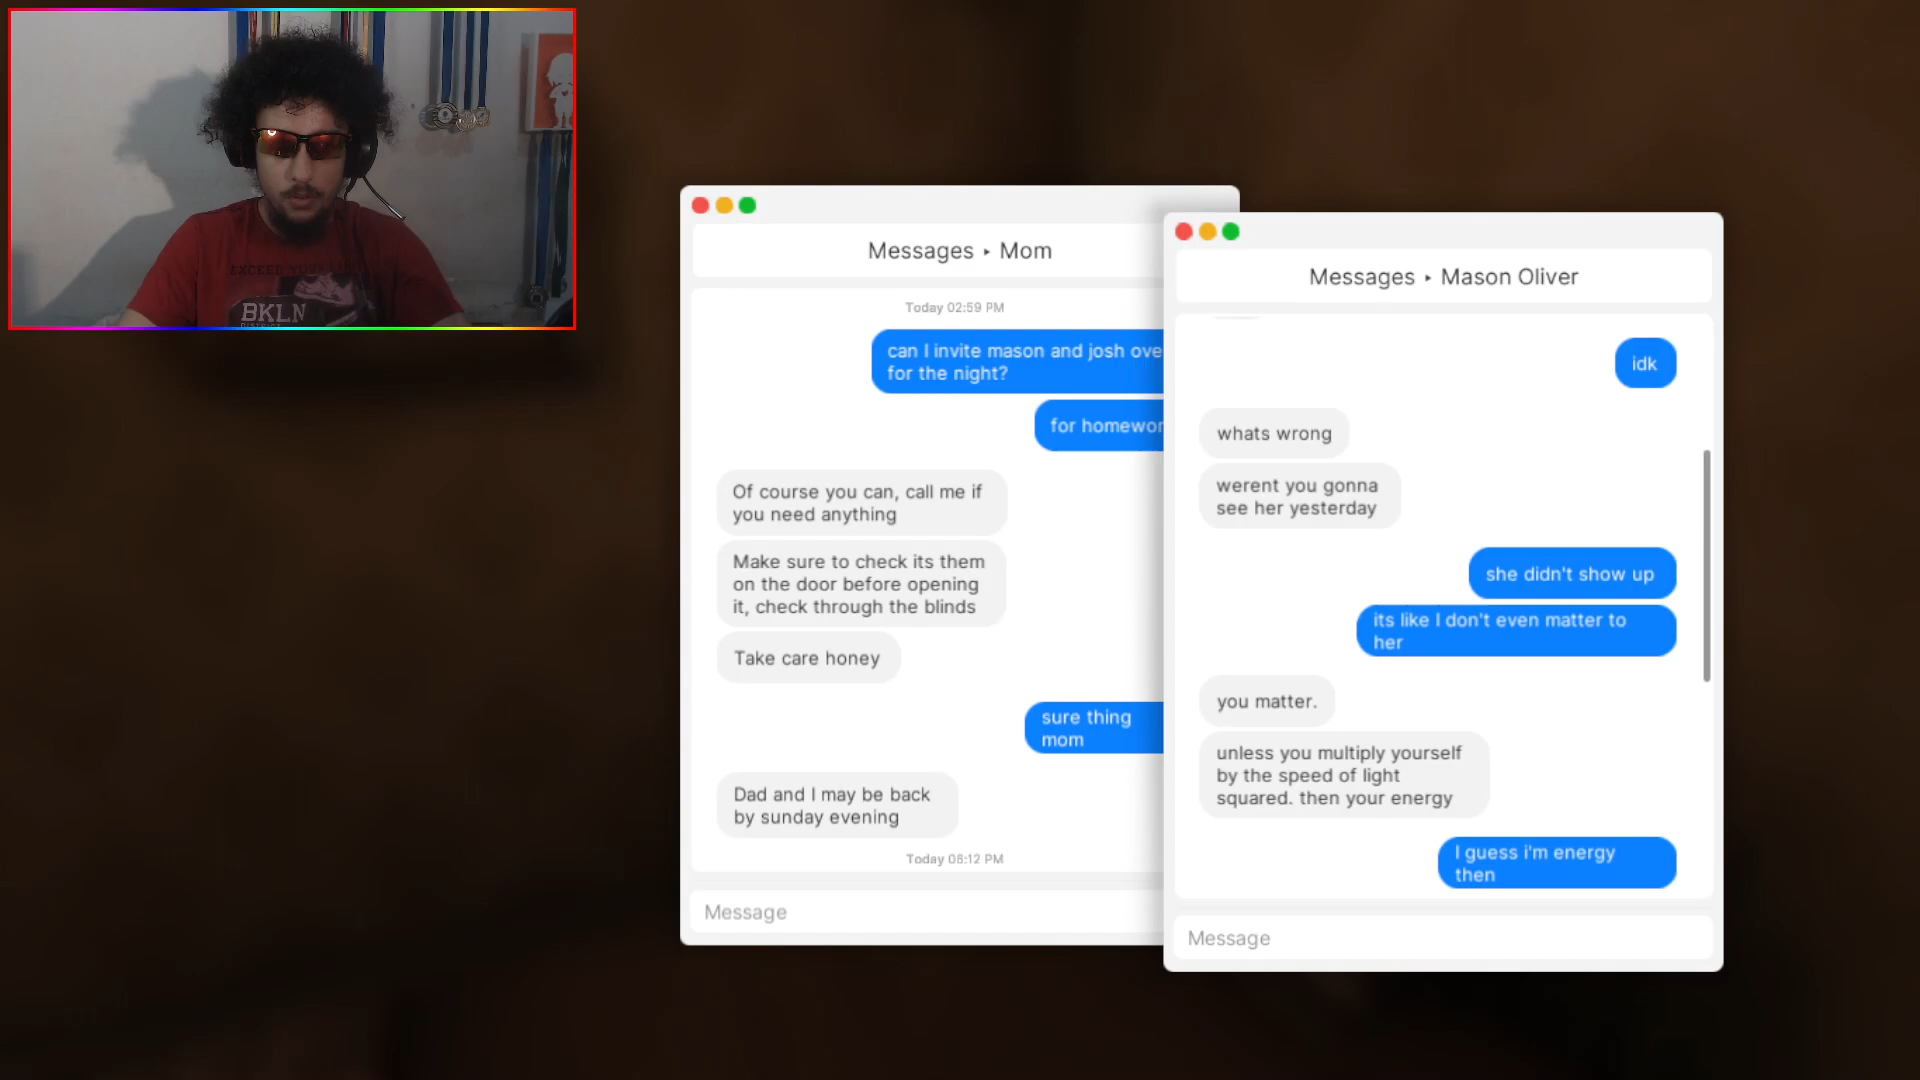 EXCEED YOUR
BKLN
Messages ▸ Mom
Today 02:59 PM
can I invite mason and josh ove
for the night?
for homewor
Of course you can, call me if
you need anything
Make sure to check its them
on the door before opening
it, check through the blinds
Take care honey
sure thing
mom
Dad and I may be back
by sunday evening
Today 08:12 PM
Message
Messages ▸ Mason Oliver
idk
whats wrong
werent you gonna
see her yesterday
she didn't show up
its like I don't even matter to
her
you matter.
unless you multiply yourself
by the speed of light
squared. then your energy
I guess i'm energy
then
Message